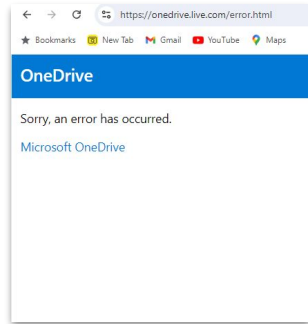 https://onedrive.live.com/error.html
Bookmarks New Tab Gmail YouTube Maps
OneDrive
Sorry, an error has occurred.
Microsoft OneDrive